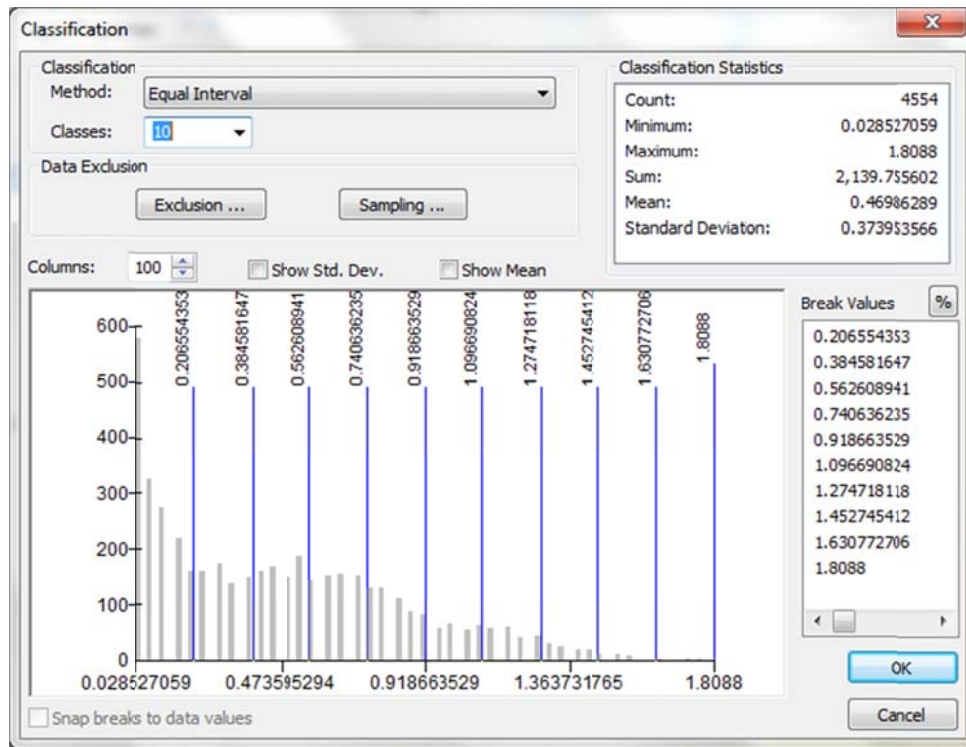 Classification
Classification
Method: Equal Interval
Classes: 10
Data Exclusion
Exclusion ...
Sampling ...
Classification Statistics
Count: 4554
Minimum: 0.028527059
Maximum: 1.8088
Sum: 2,139.755602
Mean: 0.46986289
Standard Deviation: 0.373953566
Columns: 100
Show Std. Dev.
Show Mean
Break Values
%
0.206554353
0.384581647
0.562608941
0.740636235
0.918663529
1.096690824
1.274718118
1.452745412
1.630772706
1.8088
600
500
400
300
200
100
0
0.206554353
0.384581647
0.562608941
0.740636235
0.918663529
1.096690824
1.274718118
1.452745412
1.630772706
1.8088
0.028527059
0.473595294
0.918663529
1.363731765
1.8088
Snap breaks to data values
OK
Cancel